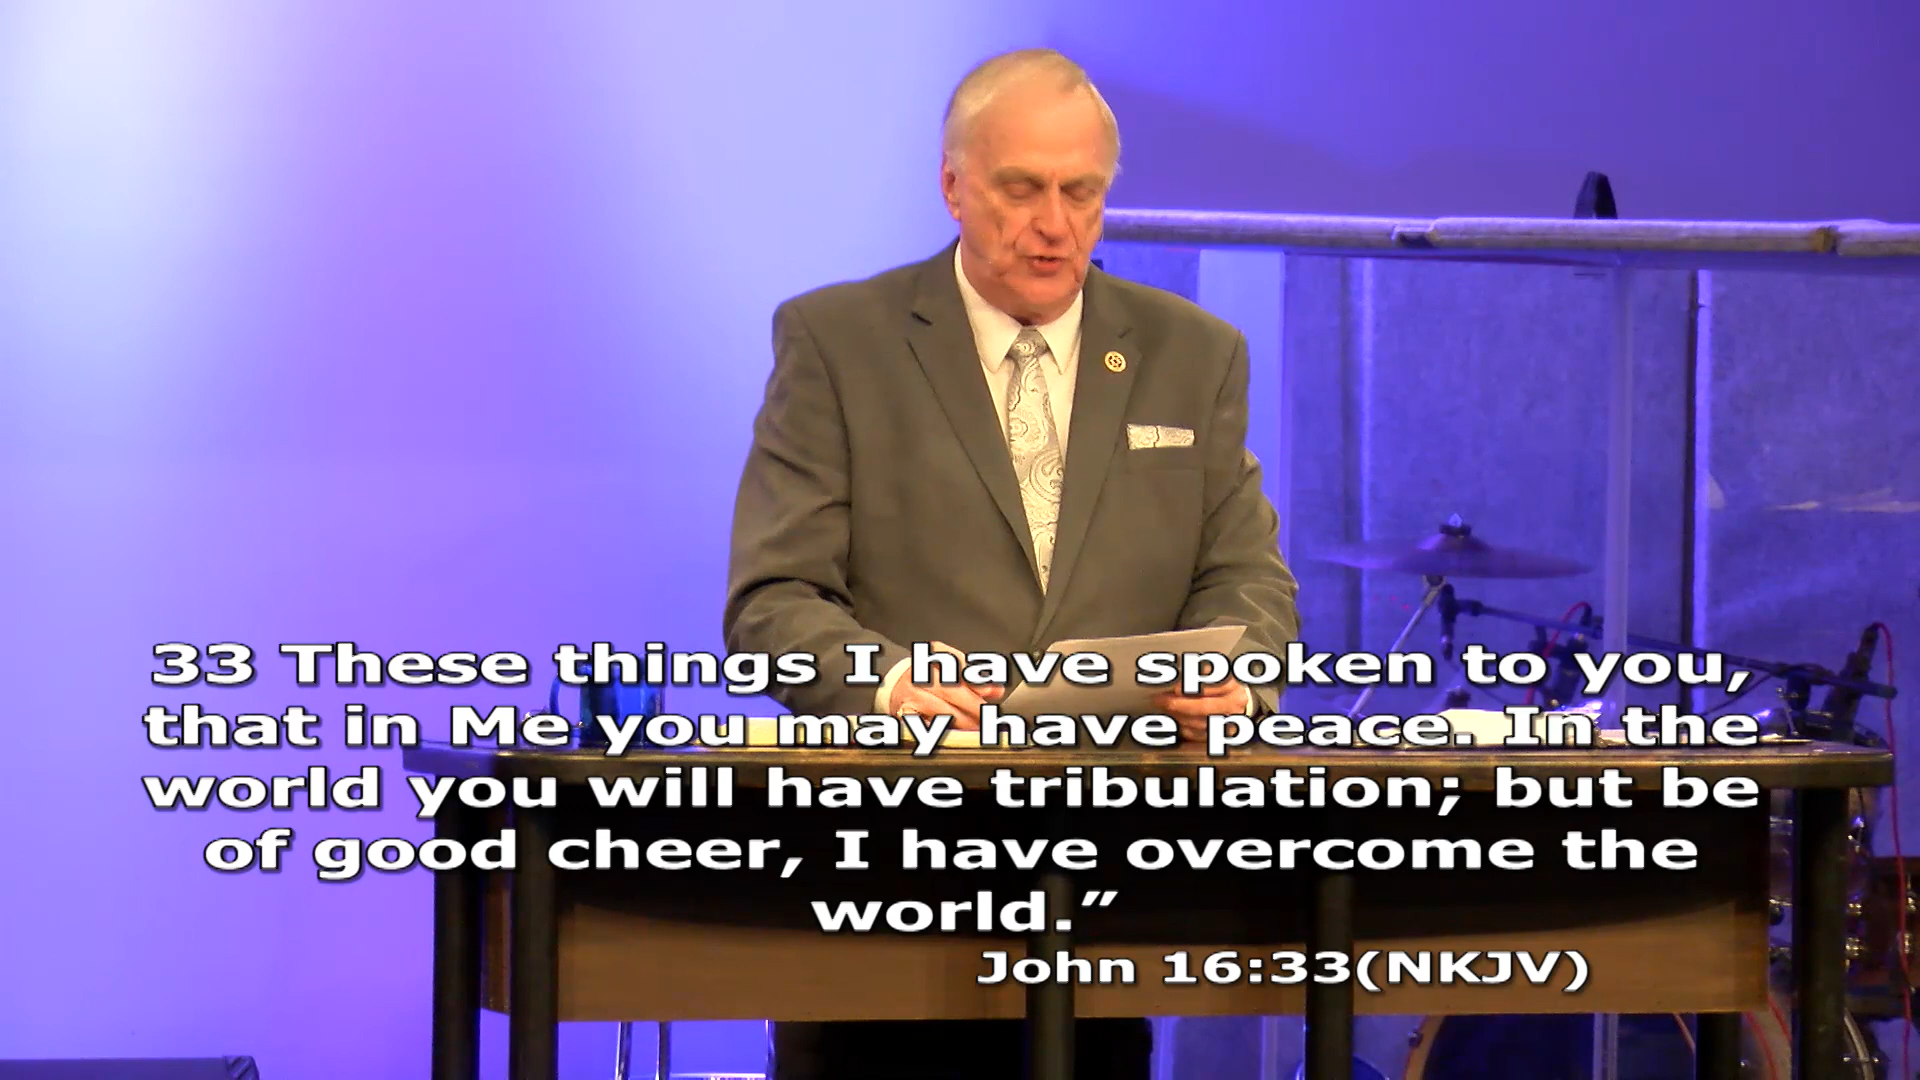 33 These things I have spoken to you,
that in Me you may have peace. In the
world you will have tribulation; but be
of good cheer, I have overcome the
world.”
John 16:33(NKJV)